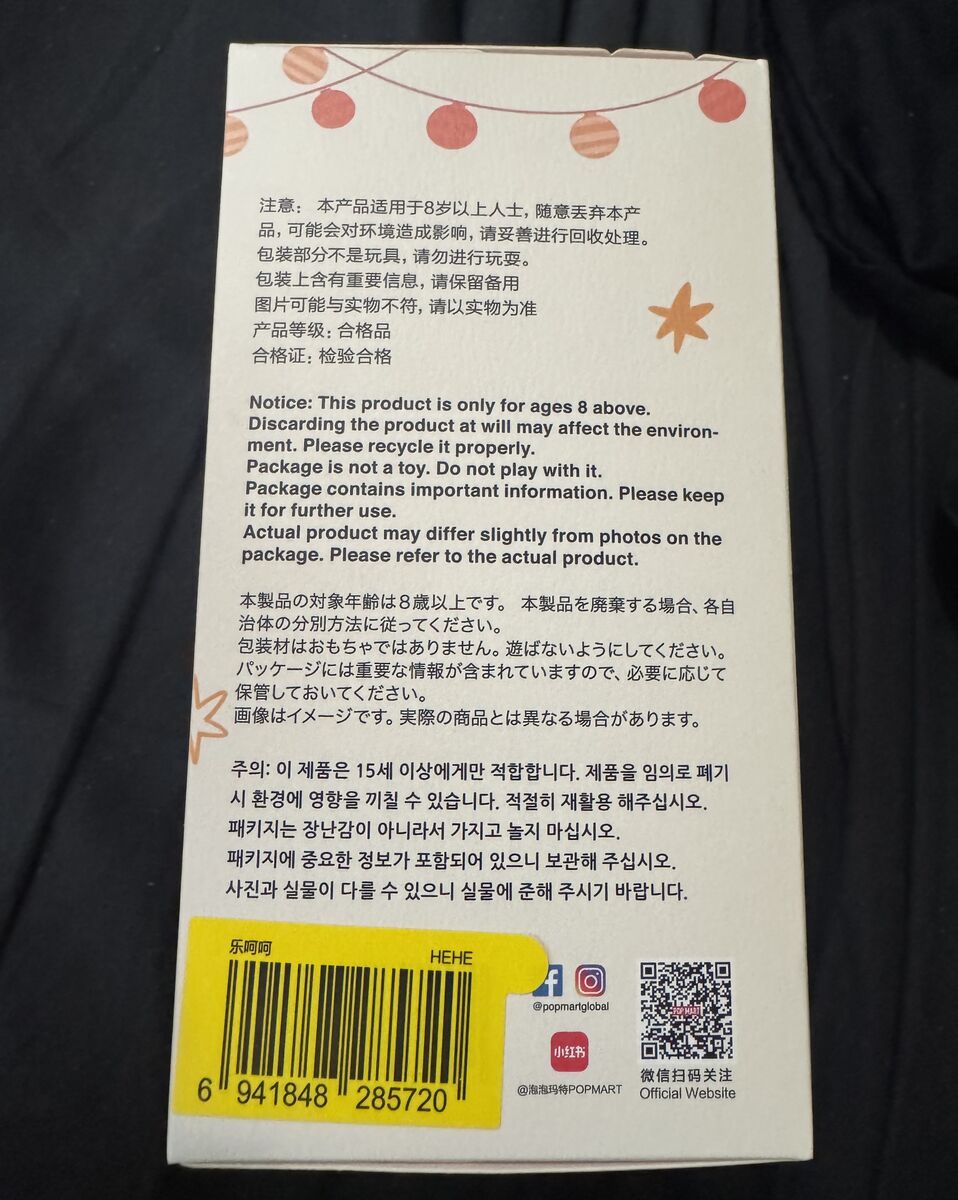 注意： 本产品适用于8岁以上人士，随意丢弃本产
品，可能会对环境造成影响，请妥善进行回收处理。
包装部分不是玩具，请勿进行玩耍。
包装上含有重要信息，请保留备用
图片可能与实物不符，请以实物为准
产品等级：合格品
合格证：检验合格
Notice: This product is only for ages 8 above.
Discarding the product at will may affect the environ-
ment. Please recycle it properly.
Package is not a toy. Do not play with it.
Package contains important information. Please keep
it for further use.
Actual product may differ slightly from photos on the
package. Please refer to the actual product.
本製品の対象年齢は８歳以上です。 本製品を廃棄する場合、各自
治体の分別方法に従ってください。
包装材はおもちゃではありません。遊ばないようにしてください。
パッケージには重要な情報が含まれていますので、必要に応じて
保管しておいてください。
画像はイメージです。実際の商品とは異なる場合があります。
주의: 이 제품은 15세 이상에게만 적합합니다. 제품을 임의로 폐기
시 환경에 영향을 끼칠 수 있습니다. 적절히 재활용 해주십시오.
패키지는 장난감이 아니라서 가지고 놀지 마십시오.
패키지에 중요한 정보가 포함되어 있으니 보관해 주십시오.
사진과 실물이 다를 수 있으니 실물에 준해 주시기 바랍니다.
乐呵呵 HEHE
6 941848 285720
@popmartglobal
小红书
@泡泡玛特POPMART
POP MART
微信扫码关注
Official Website